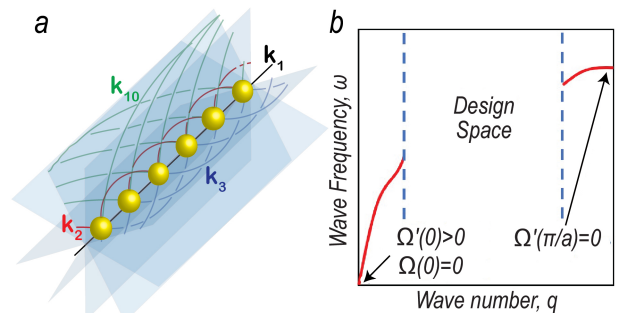 a
k₁
k₁₀
k₃
k₂
b
Wave Frequency, ω
Design
Space
Ω'(0)>0
Ω(0)=0
Ω'(π/a)=0
Wave number, q